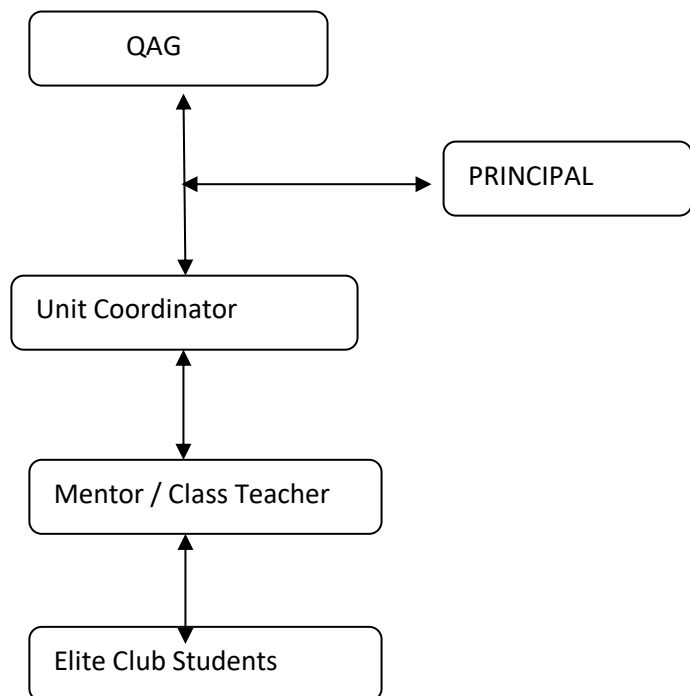 QAG
PRINCIPAL
Unit Coordinator
Mentor / Class Teacher
Elite Club Students